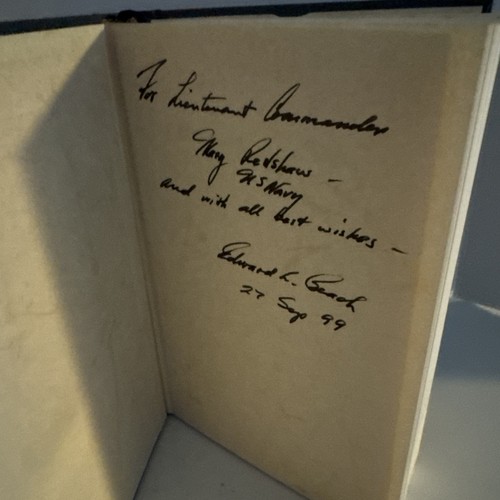 For Lieutenant Commander
Mary Redshaw –
US Navy
and with all best wishes –
Edward L. Beach
27 Sep 99